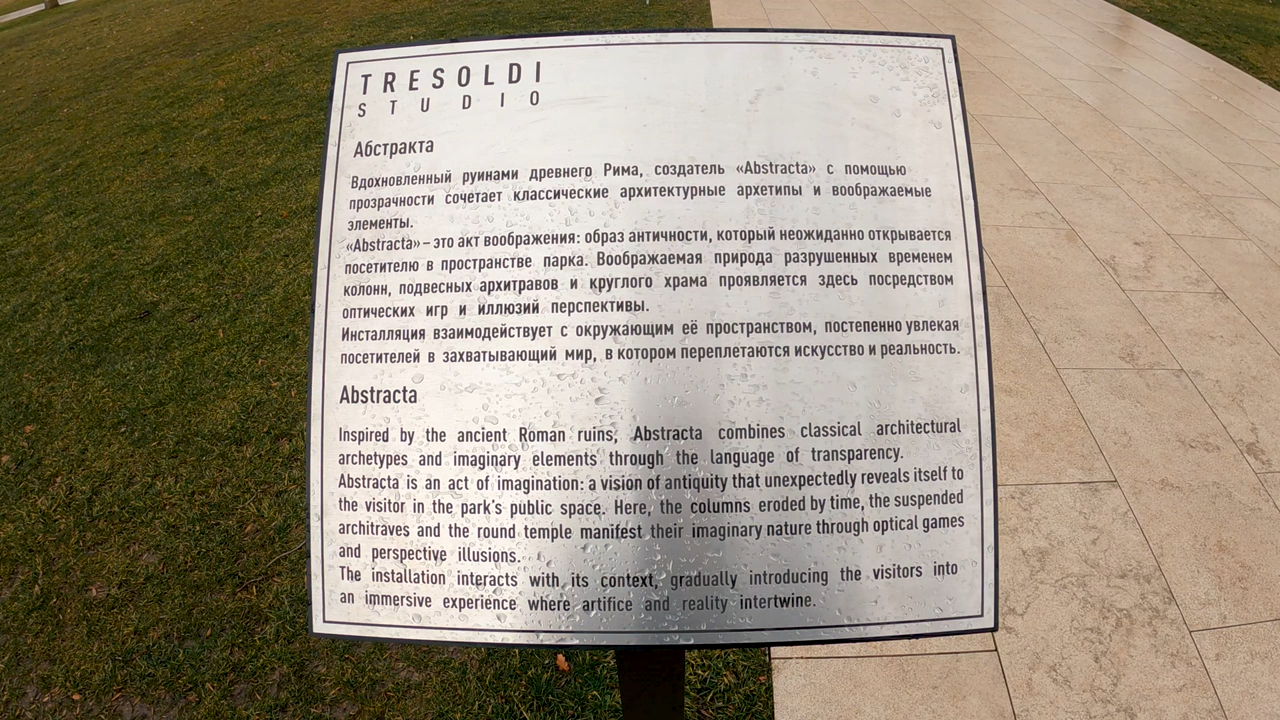 TRESOLDI
STUDIO
Абстракта
Вдохновленный руинами древнего Рима, создатель «Abstracta» с помощью
прозрачности сочетает классические архитектурные архетипы и воображаемые
элементы.
«Abstracta» – это акт воображения: образ античности, который неожиданно открывается
посетителю в пространстве парка. Воображаемая природа разрушенных временем
колонн, подвесных архитравов и круглого храма проявляется здесь посредством
оптических игр и иллюзий перспективы.
Инсталляция взаимодействует с окружающим её пространством, постепенно увлекая
посетителей в захватывающий мир, в котором переплетаются искусство и реальность.
Abstracta
Inspired by the ancient Roman ruins, Abstracta combines classical architectural
archetypes and imaginary elements through the language of transparency.
Abstracta is an act of imagination: a vision of antiquity that unexpectedly reveals itself to
the visitor in the park's public space. Here, the columns eroded by time, the suspended
architraves and the round temple manifest their imaginary nature through optical games
and perspective illusions.
The installation interacts with its context, gradually introducing the visitors into
an immersive experience where artifice and reality intertwine.